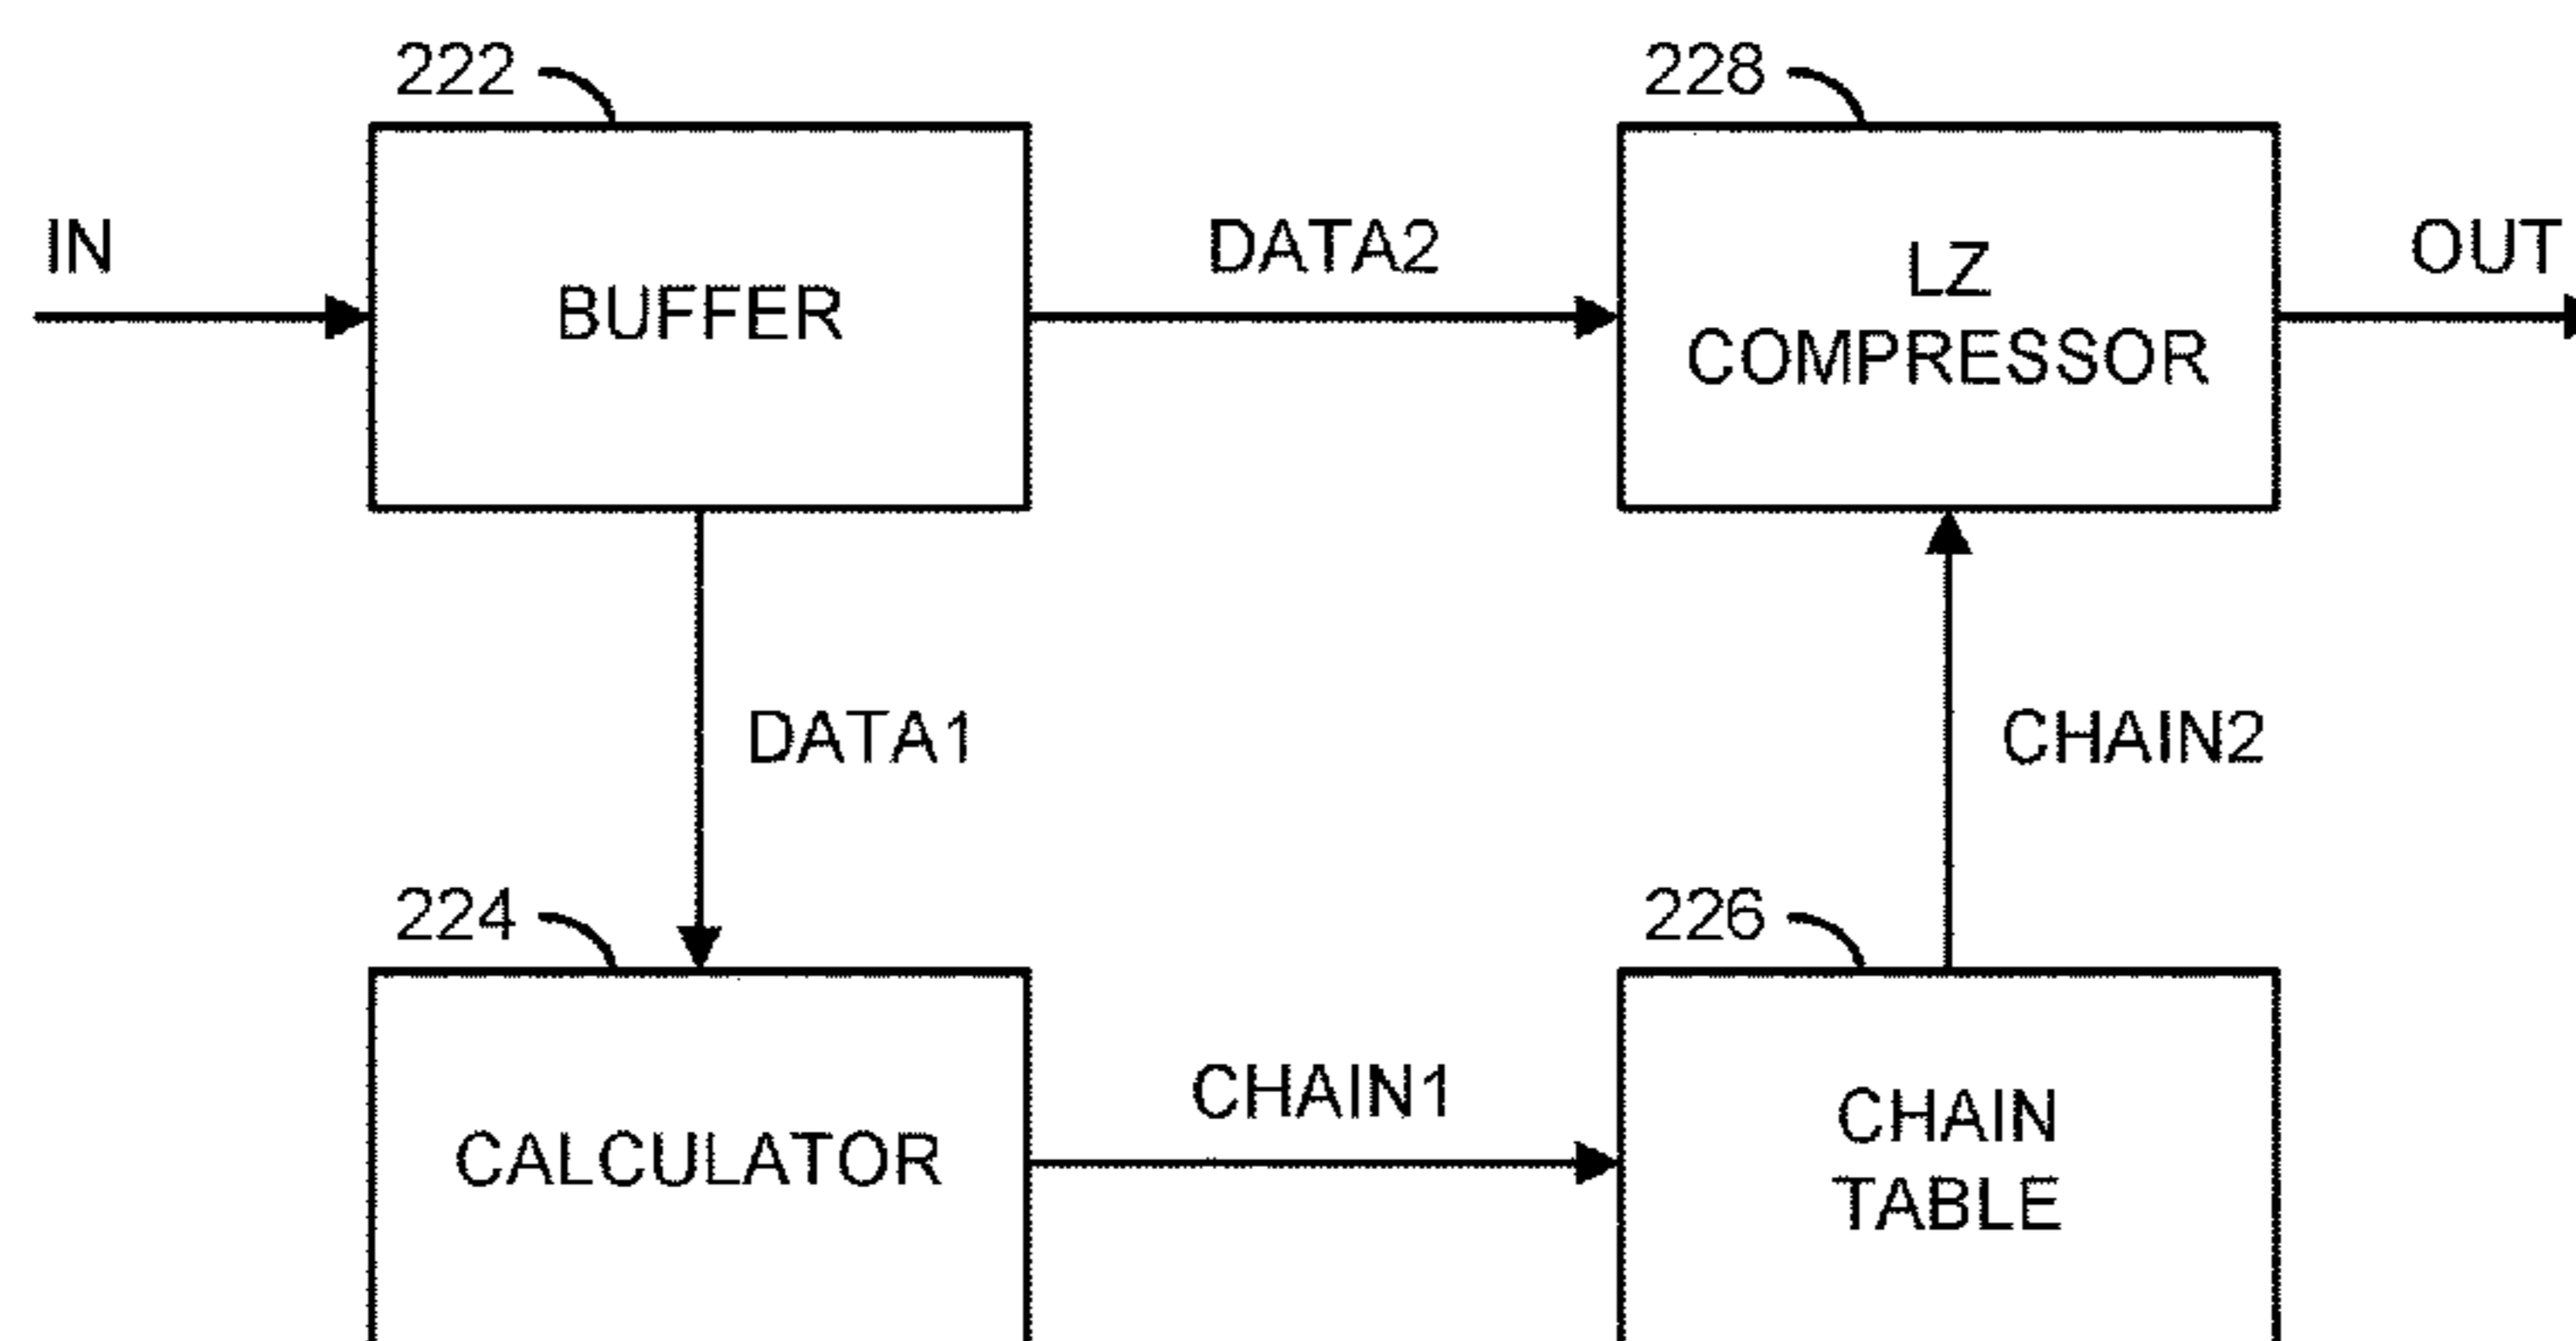 222
228
IN
BUFFER
DATA2
LZ
COMPRESSOR
OUT
DATA1
CHAIN2
224
226
CALCULATOR
CHAIN1
CHAIN
TABLE